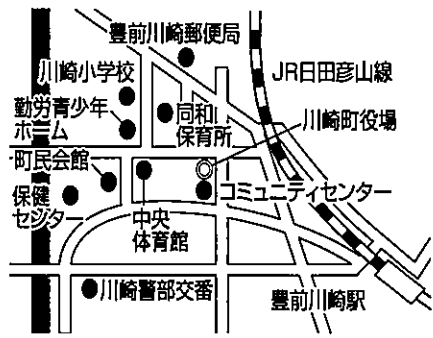 豊前川崎郵便局
川崎小学校
JR日田彦山線
勤労青少年
ホーム
同和
保育所
川崎町役場
町民会館
コミュニティセンター
保健
センター
中央
体育館
川崎警部交番
豊前川崎駅